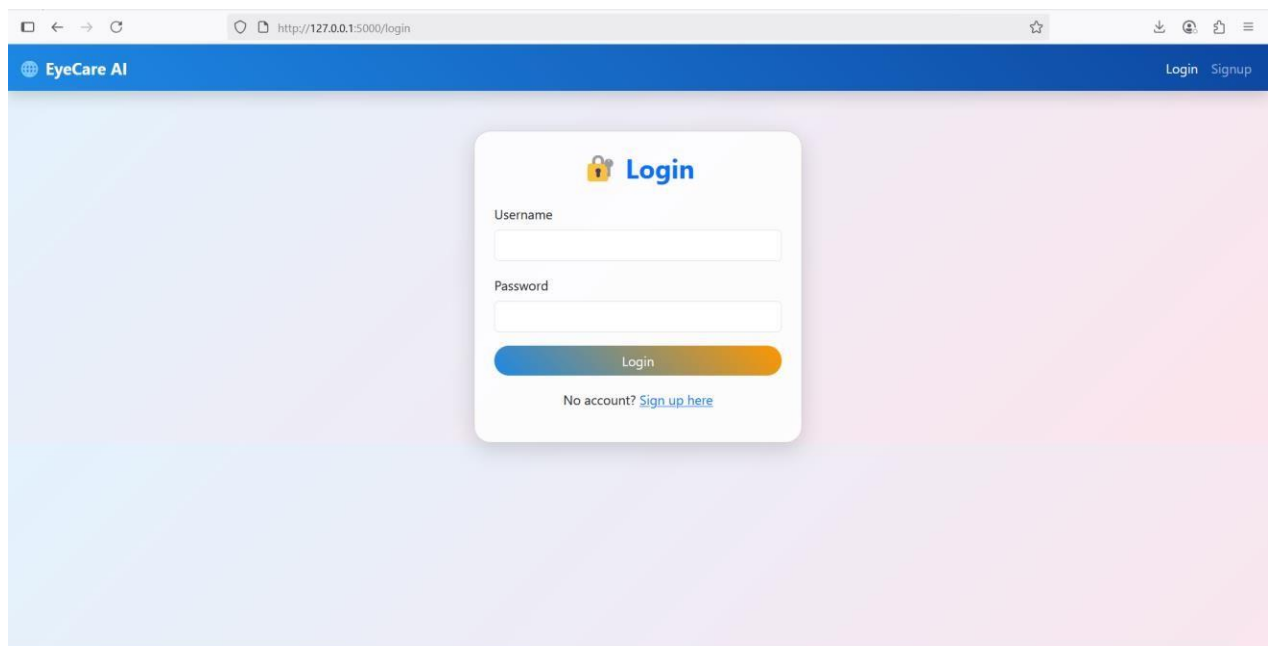 http://127.0.0.1:5000/login
EyeCare AI
Login Signup
Login
Username
Password
Login
No account? Sign up here